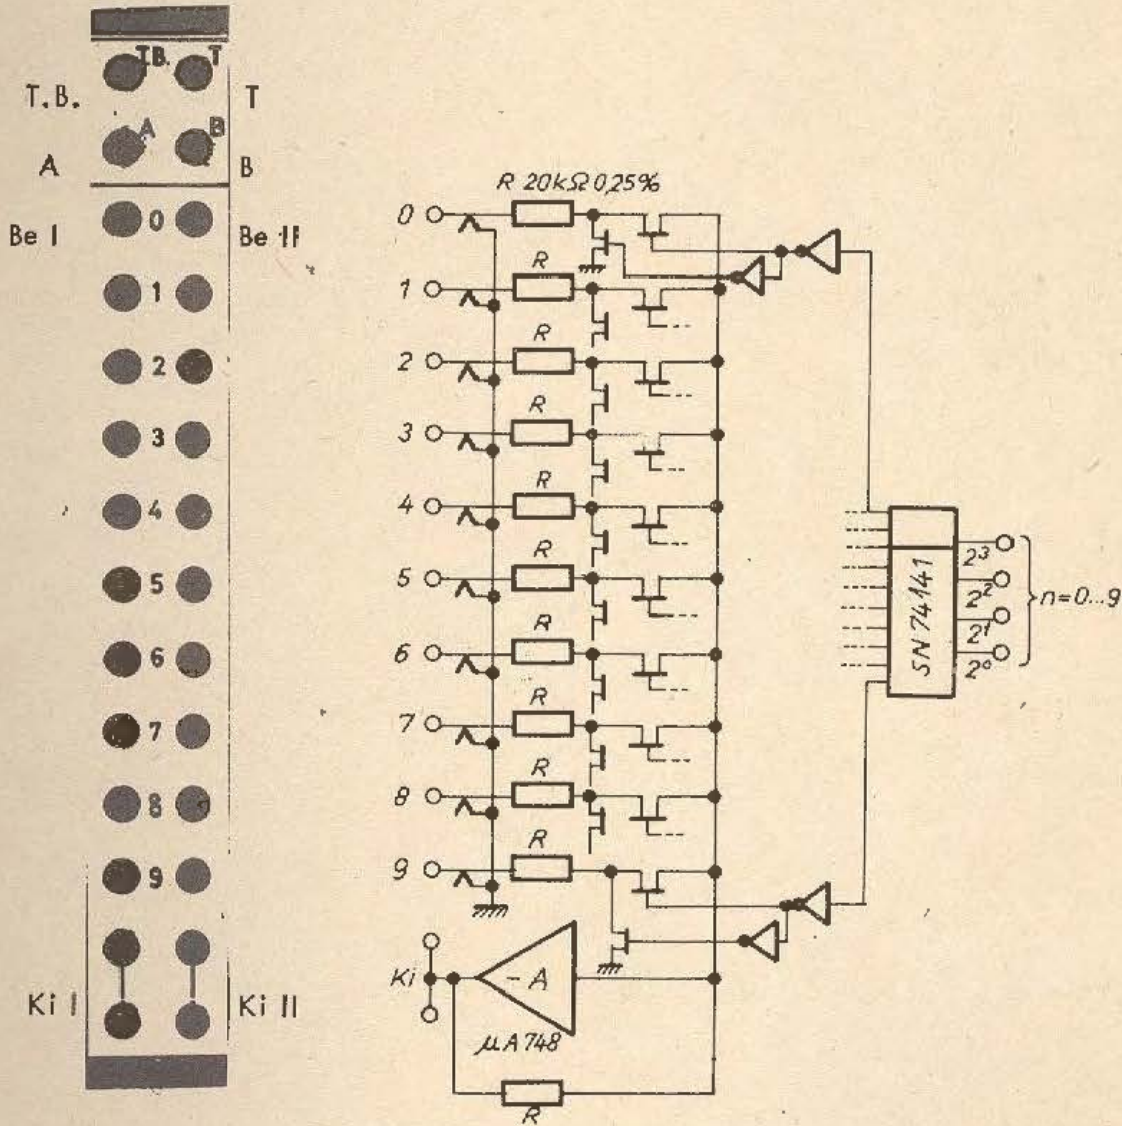 T.B. T
T.B. T
A B
A B
Be I 0 Be II
1
2
3
4
5
6
7
8
9
Ki I Ki II
R 20kΩ 0,25%
0
R
1
R
2
R
3
R
4
R
5
R
6
R
7
R
8
R
9
Ki
- A
μA748
R
SN 74141
2³
2²
2¹
2⁰
n=0...9